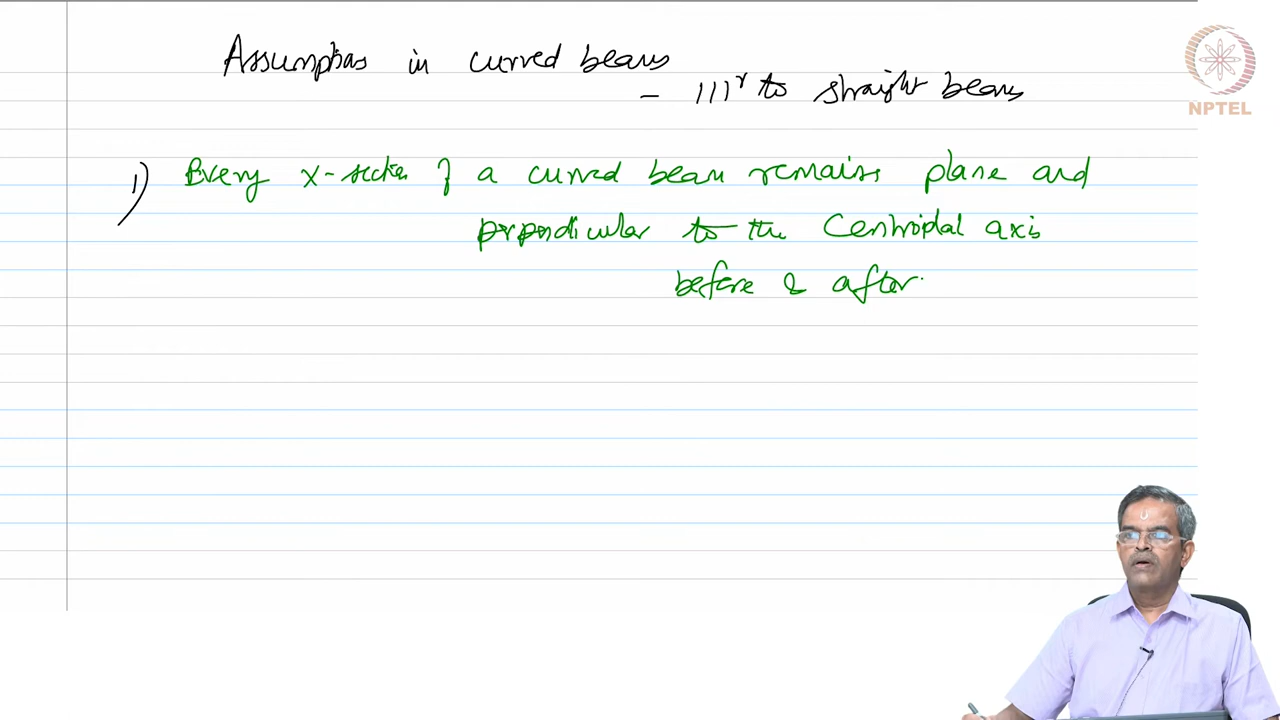 Assumptions in curved beams
- |||r to straight beams
1) Every x-section of a curved beam remains plane and
perpendicular to the Centroidal axis
before & after
NPTEL